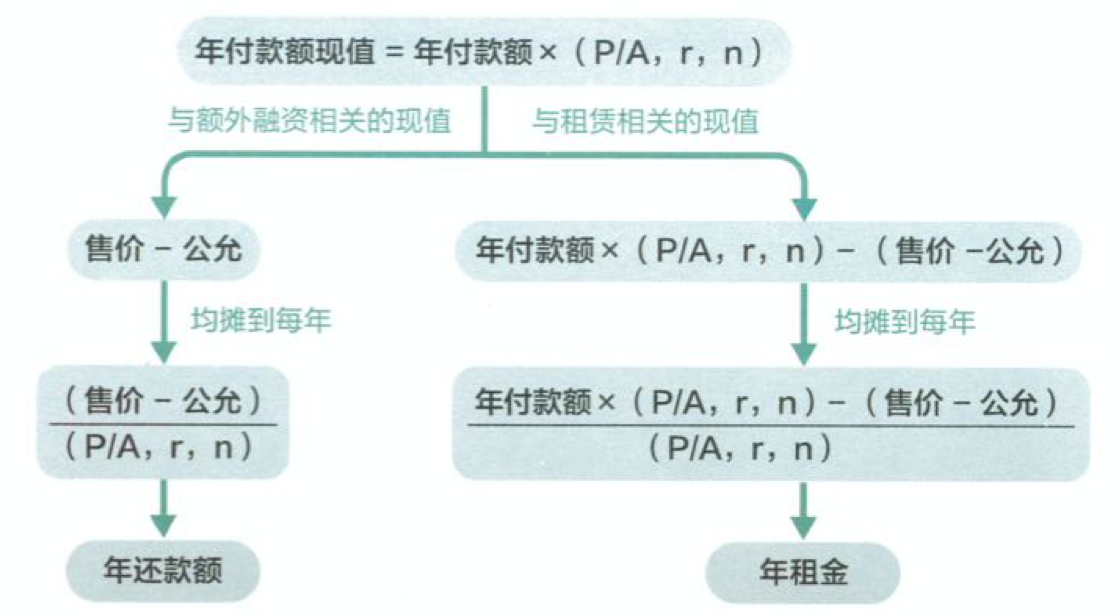 年付款额现值 = 年付款额 ×（P/A，r，n）
与额外融资相关的现值
与租赁相关的现值
售价 - 公允
年付款额 ×（P/A，r，n）-（售价 -公允）
均摊到每年
均摊到每年
（售价 - 公允）
（P/A，r，n）
年付款额 ×（P/A，r，n）-（售价 - 公允）
（P/A，r，n）
年还款额
年租金